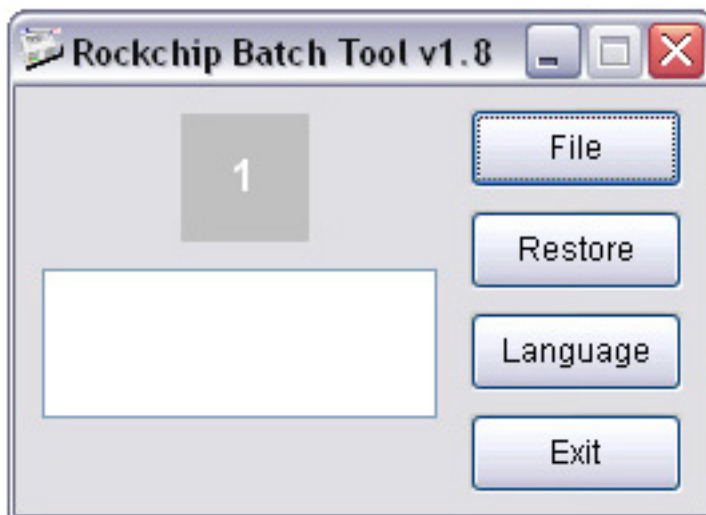 Rockchip Batch Tool v1.8
1
File
Restore
Language
Exit